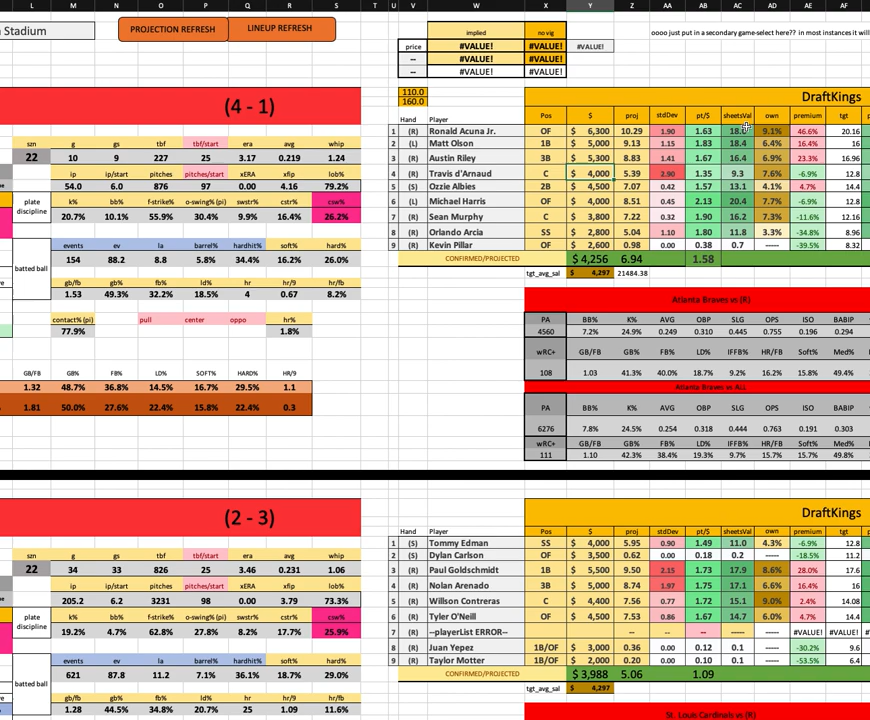 L M N O P Q R S T U V W X Y Z AA AB AC AD AE AF
Stadium PROJECTION REFRESH LINEUP REFRESH implied no vig oooo just put in a secondary game-select here?? in most instances it will
price #VALUE! #VALUE! #VALUE!
-- #VALUE! #VALUE!
-- #VALUE! #VALUE!
(4 - 1) 110.0 DraftKings
160.0
Hand Player Pos $ proj stdDev pt/$ sheetsVal own premium tgt
szn g gs tbf tbf/start era avg whip
22 10 9 227 25 3.17 0.219 1.24
ip ip/start pitches pitches/start xERA xfip lob%
54.0 6.0 876 97 0.00 4.16 79.2%
plate discipline k% bb% f-strike% o-swing% (pi) swstr% cstr% csw%
20.7% 10.1% 55.9% 30.4% 9.9% 16.4% 26.2%
batted ball events ev la barrel% hardhit% soft% hard%
154 88.2 8.8 5.8% 34.4% 16.2% 26.0%
gb/fb gb% fb% ld% hr hr/9 hr/fb
1.53 49.3% 32.2% 18.5% 4 0.67 8.2%
contact% (pi) pull center oppo hr%
77.9% 1.8%
GB/FB GB% FB% LD% SOFT% HARD% HR/9
1.32 48.7% 36.8% 14.5% 16.7% 29.5% 1.1
1.81 50.0% 27.6% 22.4% 15.8% 22.4% 0.3
1 (R) Ronald Acuna Jr. OF $ 6,300 10.29 1.90 1.63 9.1% 46.6% 20.16
2 (L) Matt Olson 1B $ 5,000 9.13 1.15 1.83 18.4 6.4% 16.4% 16
3 (R) Austin Riley 3B $ 5,300 8.83 1.41 1.67 16.4 6.9% 23.3% 16.96
4 (R) Travis d'Arnaud C $ 4,000 5.39 2.90 1.35 9.3 7.6% -6.9% 12.8
5 (S) Ozzie Albies 2B $ 4,500 7.07 0.42 1.57 13.1 4.1% 4.7% 14.4
6 (L) Michael Harris OF $ 4,000 8.51 0.45 2.13 20.4 7.7% -6.9% 12.8
7 (R) Sean Murphy C $ 3,800 7.22 0.32 1.90 16.2 7.3% -11.6% 12.16
8 (R) Orlando Arcia SS $ 2,800 5.04 1.10 1.80 11.8 3.3% -34.8% 8.96
9 (R) Kevin Pillar OF $ 2,600 0.98 0.00 0.38 0.7 ----- -39.5% 8.32
CONFIRMED/PROJECTED $ 4,256 6.94 1.58
tgt_avg_sal $ 4,297 21484.38
Atlanta Braves vs (R)
PA BB% K% AVG OBP SLG OPS ISO BABIP
4560 7.2% 24.9% 0.249 0.310 0.445 0.755 0.196 0.294
wRC+ GB/FB GB% FB% LD% IFFB% HR/FB Soft% Med%
108 1.03 41.3% 40.0% 18.7% 9.2% 16.2% 15.8% 49.4%
Atlanta Braves vs ALL
PA BB% K% AVG OBP SLG OPS ISO BABIP
6276 7.8% 24.5% 0.254 0.318 0.444 0.763 0.191 0.303
wRC+ GB/FB GB% FB% LD% IFFB% HR/FB Soft% Med%
111 1.10 42.3% 38.4% 19.3% 9.7% 15.7% 15.7% 49.8%
(2 - 3) DraftKings
Hand Player Pos $ proj stdDev pt/$ sheetsVal own premium tgt
szn g gs tbf tbf/start era avg whip
22 34 33 826 25 3.46 0.231 1.06
ip ip/start pitches pitches/start xERA xfip lob%
205.2 6.2 3231 98 0.00 3.79 73.3%
plate discipline k% bb% f-strike% o-swing% (pi) swstr% cstr% csw%
19.2% 4.7% 62.8% 27.8% 8.2% 17.7% 25.9%
batted ball events ev la barrel% hardhit% soft% hard%
621 87.8 11.2 7.1% 36.1% 18.7% 29.0%
gb/fb gb% fb% ld% hr hr/9 hr/fb
1.28 44.5% 34.8% 20.7% 25 1.09 11.6%
1 (S) Tommy Edman SS $ 4,000 5.95 0.90 1.49 11.0 4.3% -6.9% 12.8
2 (S) Dylan Carlson OF $ 3,500 0.62 0.00 0.18 0.2 ----- -18.5% 11.2
3 (R) Paul Goldschmidt 1B $ 5,500 9.50 2.15 1.73 17.9 8.6% 28.0% 17.6
4 (R) Nolan Arenado 3B $ 5,000 8.74 1.97 1.75 17.1 6.6% 16.4% 16
5 (R) Willson Contreras C $ 4,400 7.56 0.77 1.72 15.1 9.0% 2.4% 14.08
6 (R) Tyler O'Neill OF $ 4,500 7.53 0.86 1.67 14.7 6.0% 4.7% 14.4
7 (R) --playerList ERROR-- -- -- -- ----- #VALUE! #VALUE!
8 (R) Juan Yepez 1B/OF $ 3,000 0.36 0.00 0.12 0.1 ----- -30.2% 9.6
9 (R) Taylor Motter 1B/OF $ 2,000 0.20 0.00 0.10 0.1 ----- -53.5% 6.4
CONFIRMED/PROJECTED $ 3,988 5.06 1.09
tgt_avg_sal $ 4,297
St. Louis Cardinals vs (R)